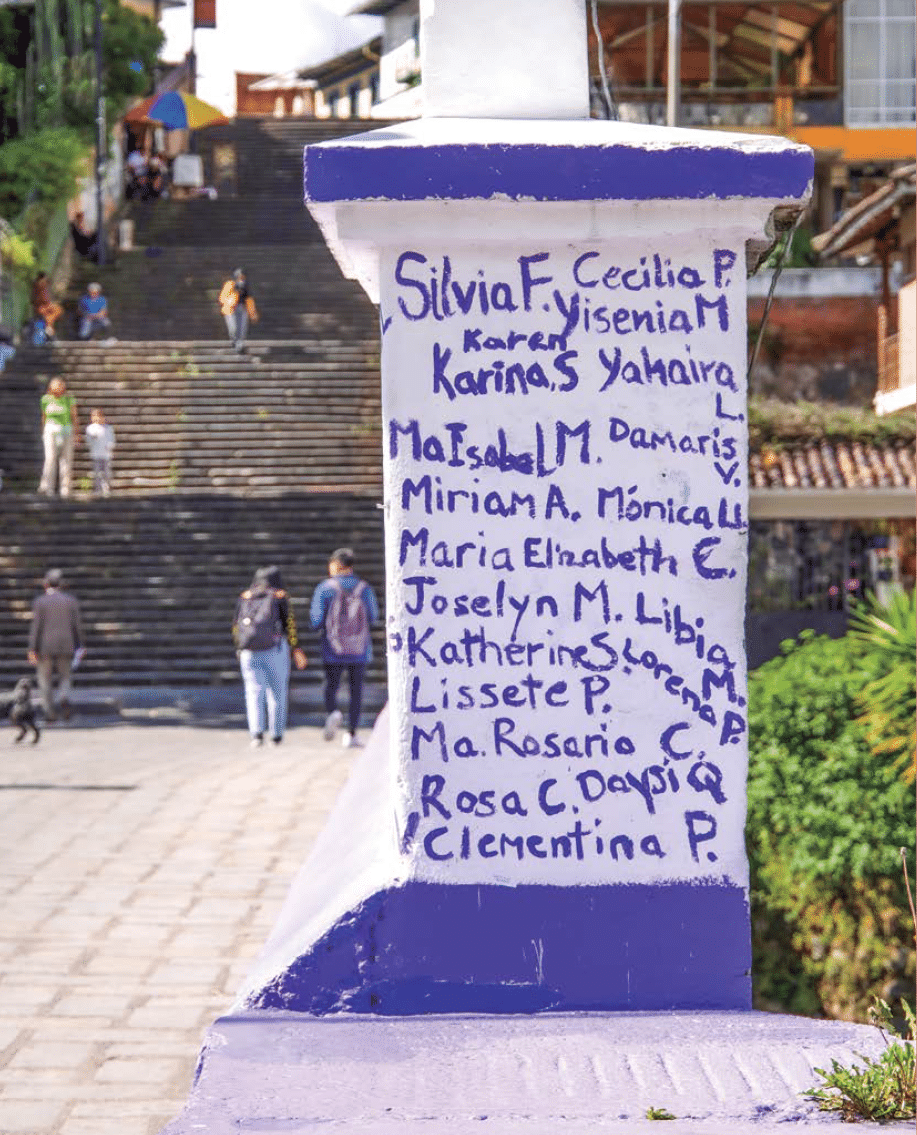 Silvia F. Cecilia P.
Yisenia M
Karen
Karina.S Yakaira
L.
Ma Isabel M. Damaris
V.
Miriam A. Mónica U.
Maria Elizabeth C.
Joselyn M. Libia
M.
Katherine S Lorena P.
Lissete P.
Ma. Rosario C.
Rosa C. Daysi Q
Clementina P.